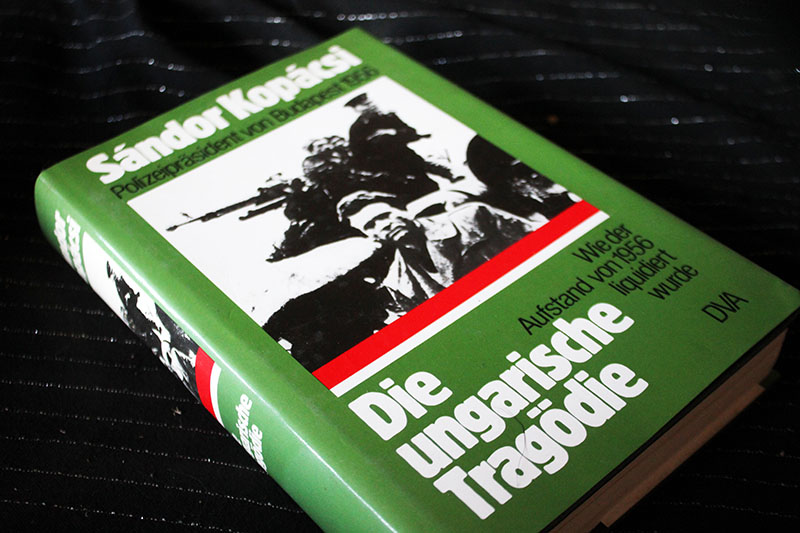 Sándor Kopácsi
Polizeipräsident von Budapest 1956
Wie der
Aufstand von 1956
liquidiert
wurde
DVA
Die
ungarische
Tragödie